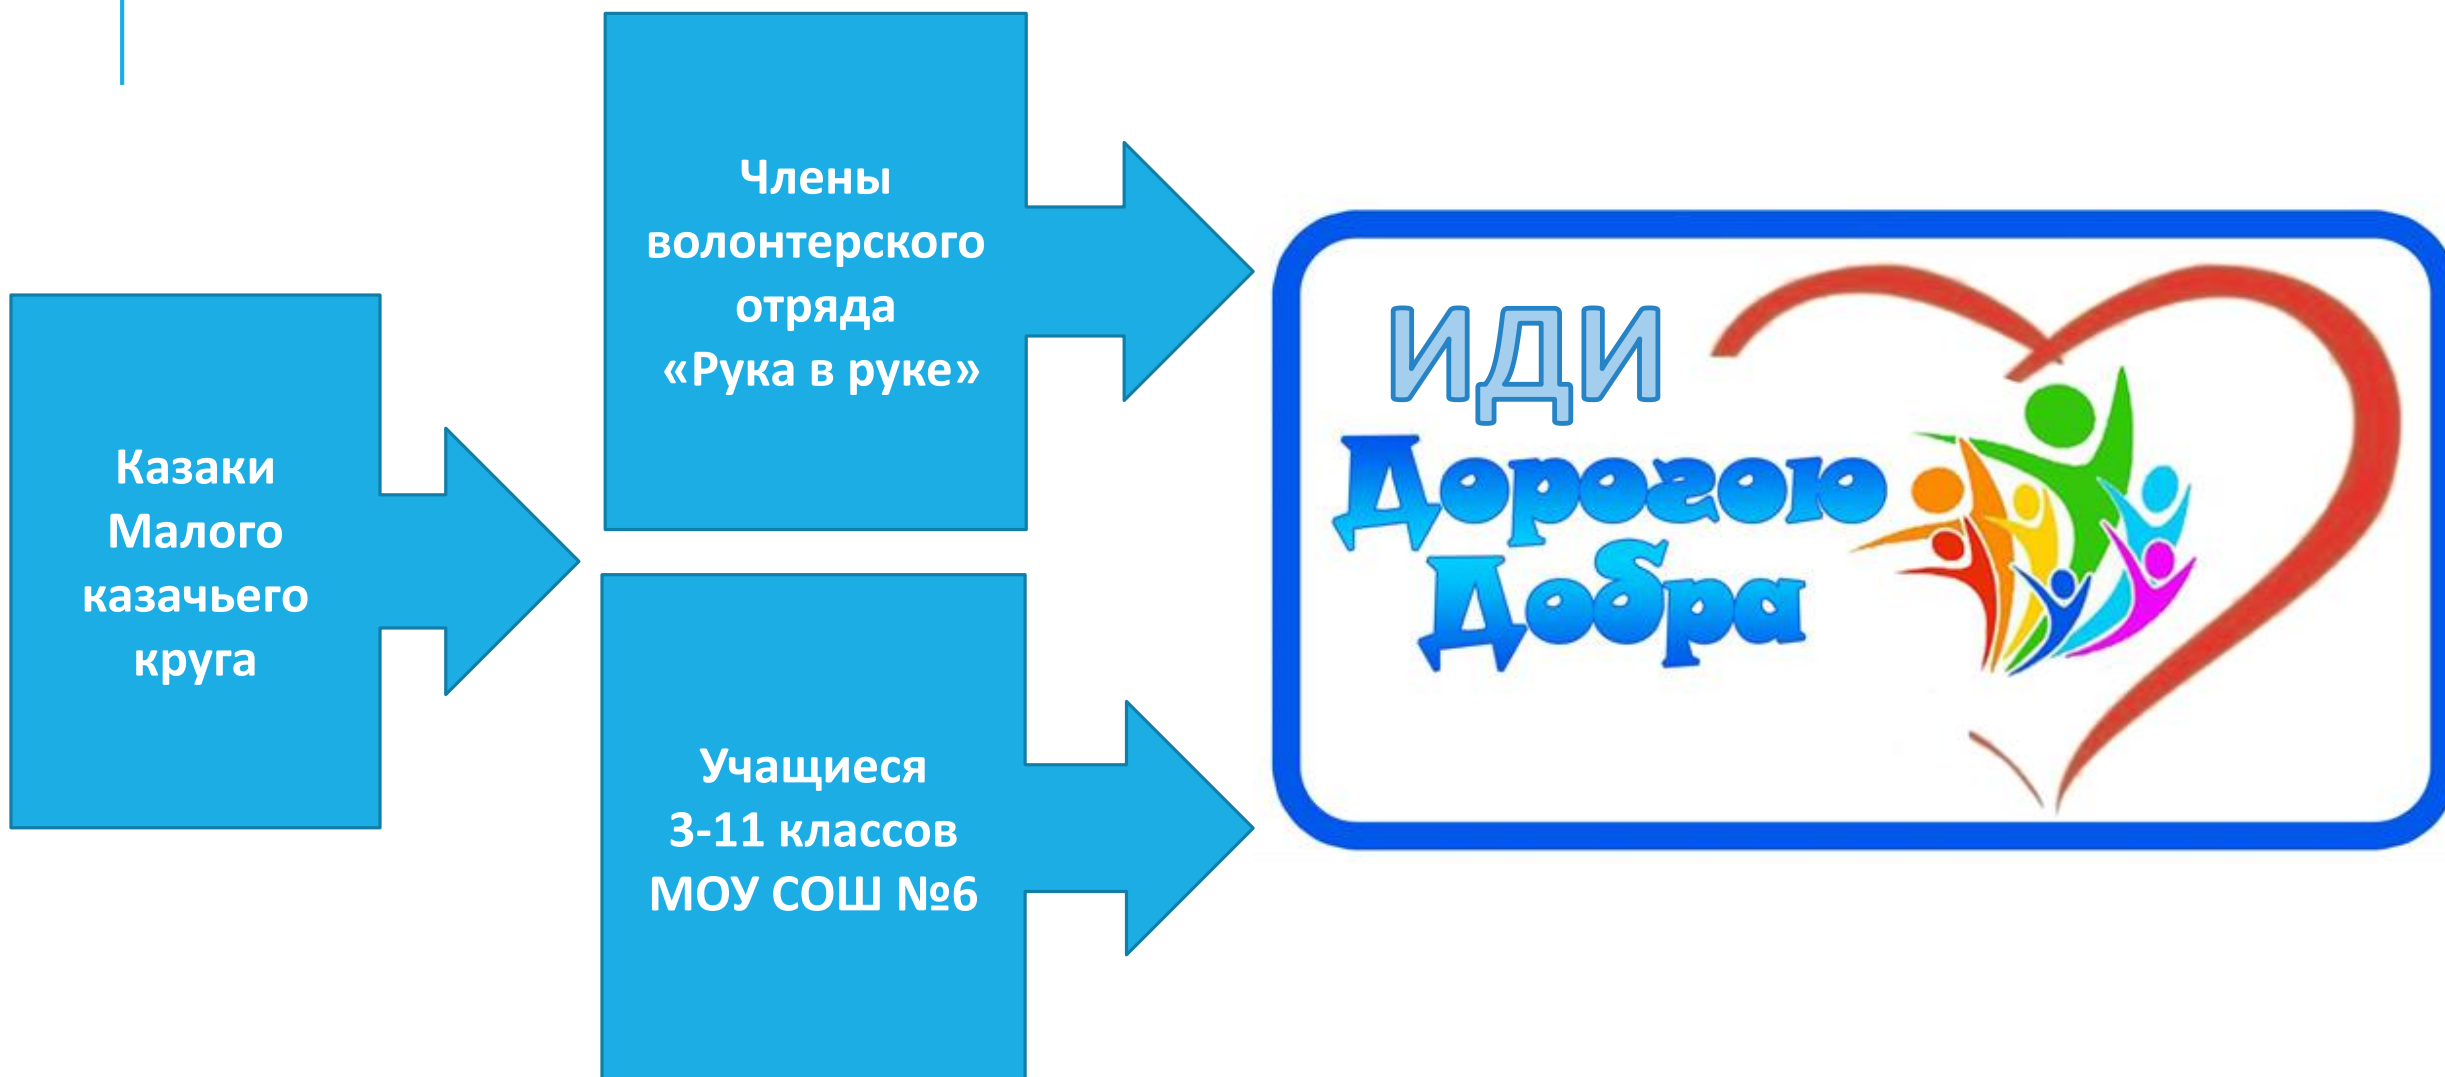 Казаки
Малого
казачьего
круга
Члены
волонтерского
отряда
«Рука в руке»
Учащиеся
3-11 классов
МОУ СОШ №6
ИДИ
Дорогою
Добра